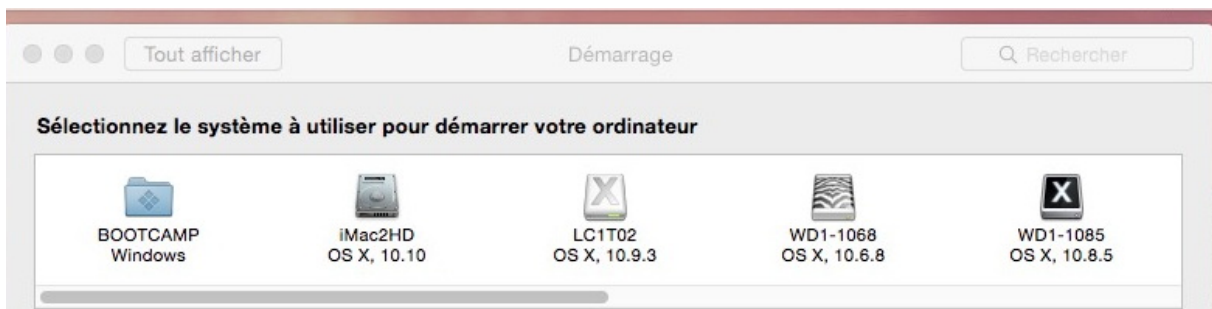 Tout afficher Démarrage Rechercher
Sélectionnez le système à utiliser pour démarrer votre ordinateur
BOOTCAMP iMac2HD LC1T02 WD1-1068 WD1-1085
Windows OS X, 10.10 OS X, 10.9.3 OS X, 10.6.8 OS X, 10.8.5